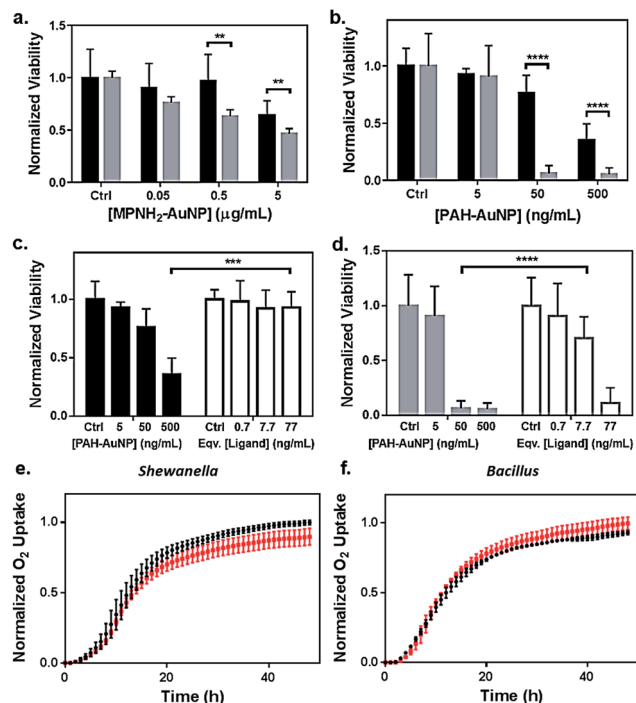 a.
b.
Normalized Viability
1.5
1.0
0.5
0.0
**
**
Ctrl 0.05 0.5 5
[MPNH₂-AuNP] (μg/mL)
Normalized Viability
1.5
1.0
0.5
0.0
****
****
Ctrl 5 50 500
[PAH-AuNP] (ng/mL)
c.
d.
Normalized Viability
1.5
1.0
0.5
0.0
***
Ctrl 5 50 500 Ctrl 0.7 7.7 77
[PAH-AuNP] (ng/mL) Eqv. [Ligand] (ng/mL)
Normalized Viability
1.5
1.0
0.5
0.0
****
Ctrl 5 50 500 Ctrl 0.7 7.7 77
[PAH-AuNP] (ng/mL) Eqv. [Ligand] (ng/mL)
e.
Shewanella
f.
Bacillus
Normalized O₂ Uptake
1.0
0.5
0.0
0 20 40
Time (h)
Normalized O₂ Uptake
1.0
0.5
0.0
0 20 40
Time (h)